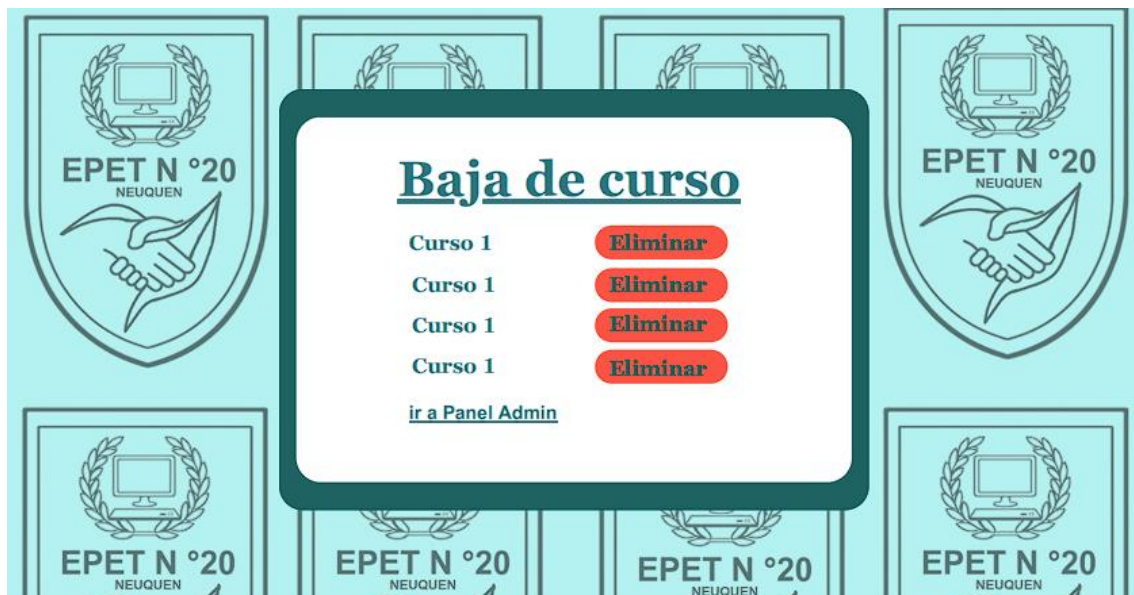 EPET N °20
NEUQUEN
EPET N °20
NEUQUEN
Baja de curso
Curso 1 Eliminar
Curso 1 Eliminar
Curso 1 Eliminar
Curso 1 Eliminar
ir a Panel Admin
EPET N °20
NEUQUEN
EPET N °20
NEUQUEN
EPET N °20
NEUQUEN
EPET N °20
NEUQUEN